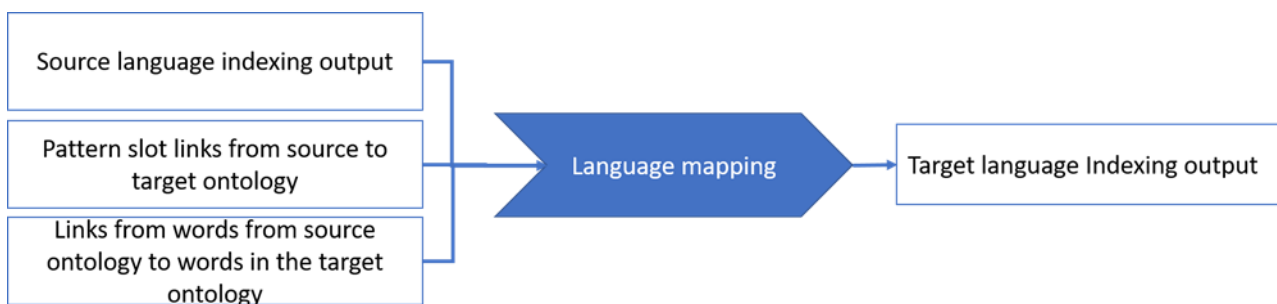 Source language indexing output
Pattern slot links from source to
target ontology
Links from words from source
ontology to words in the target
ontology
Language mapping
Target language Indexing output